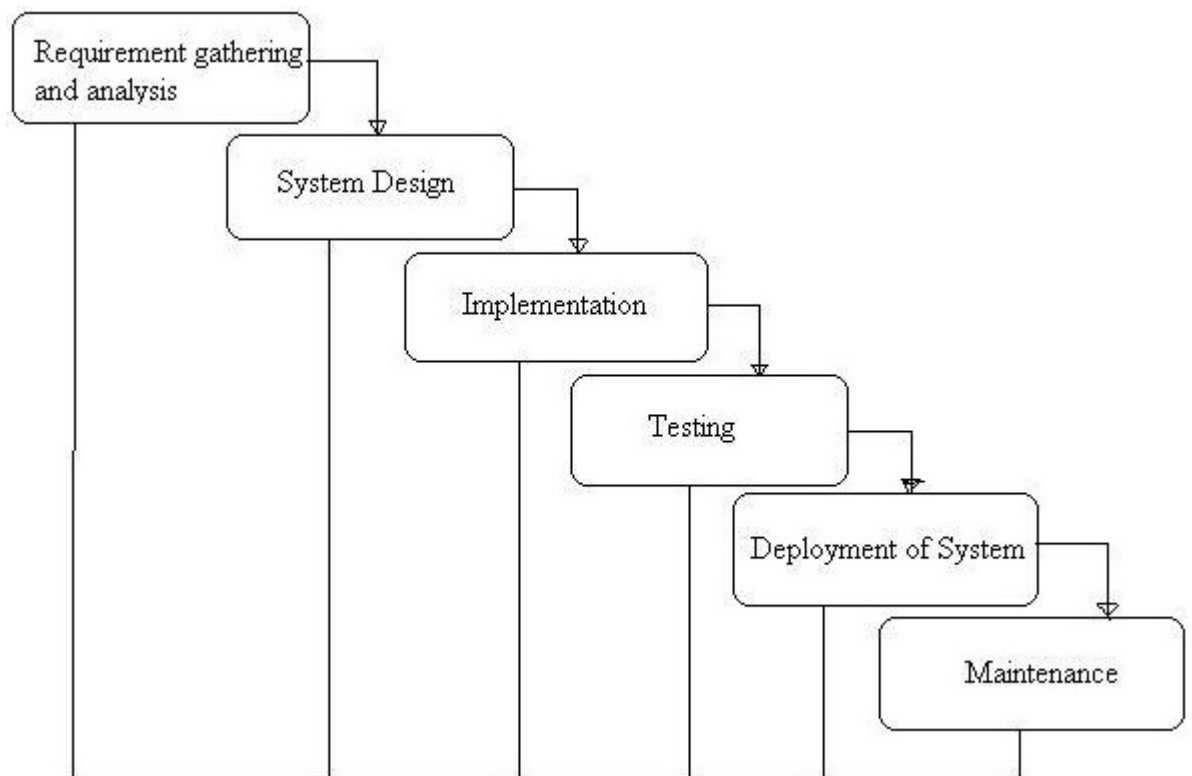 Requirement gathering
and analysis
System Design
Implementation
Testing
Deployment of System
Maintenance